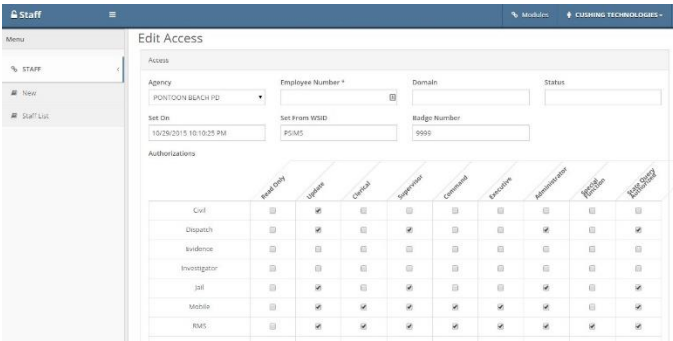 Staff
Modules CUSHING TECHNOLOGIES
Menu
STAFF
New
Staff List
Edit Access
Access
Agency Employee Number * Domain Status
PONTOON BEACH PD
Set On Set From WSID Badge Number
10/29/2015 10:10:25 PM PSIMS 9999
Authorizations
Read Only Update Clerical Supervisor Command Executive Administrator Special Function State Query Authorized
Civil
Dispatch
Evidence
Investigator
Jail
Mobile
RMS